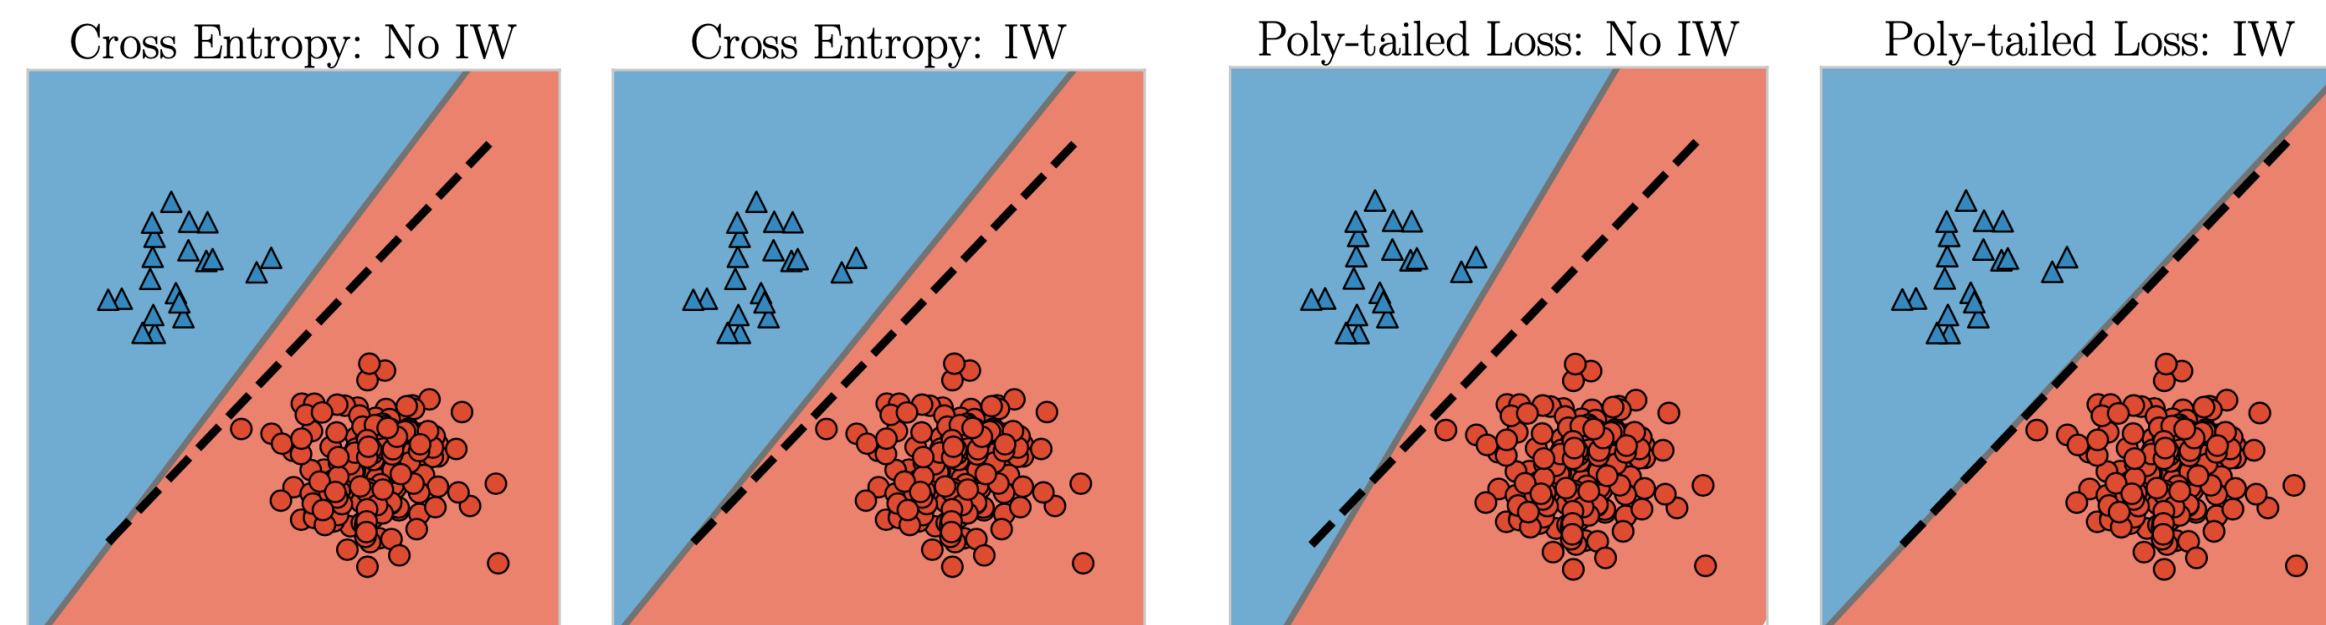 Cross Entropy: No IW
Cross Entropy: IW
Poly-tailed Loss: No IW
Poly-tailed Loss: IW